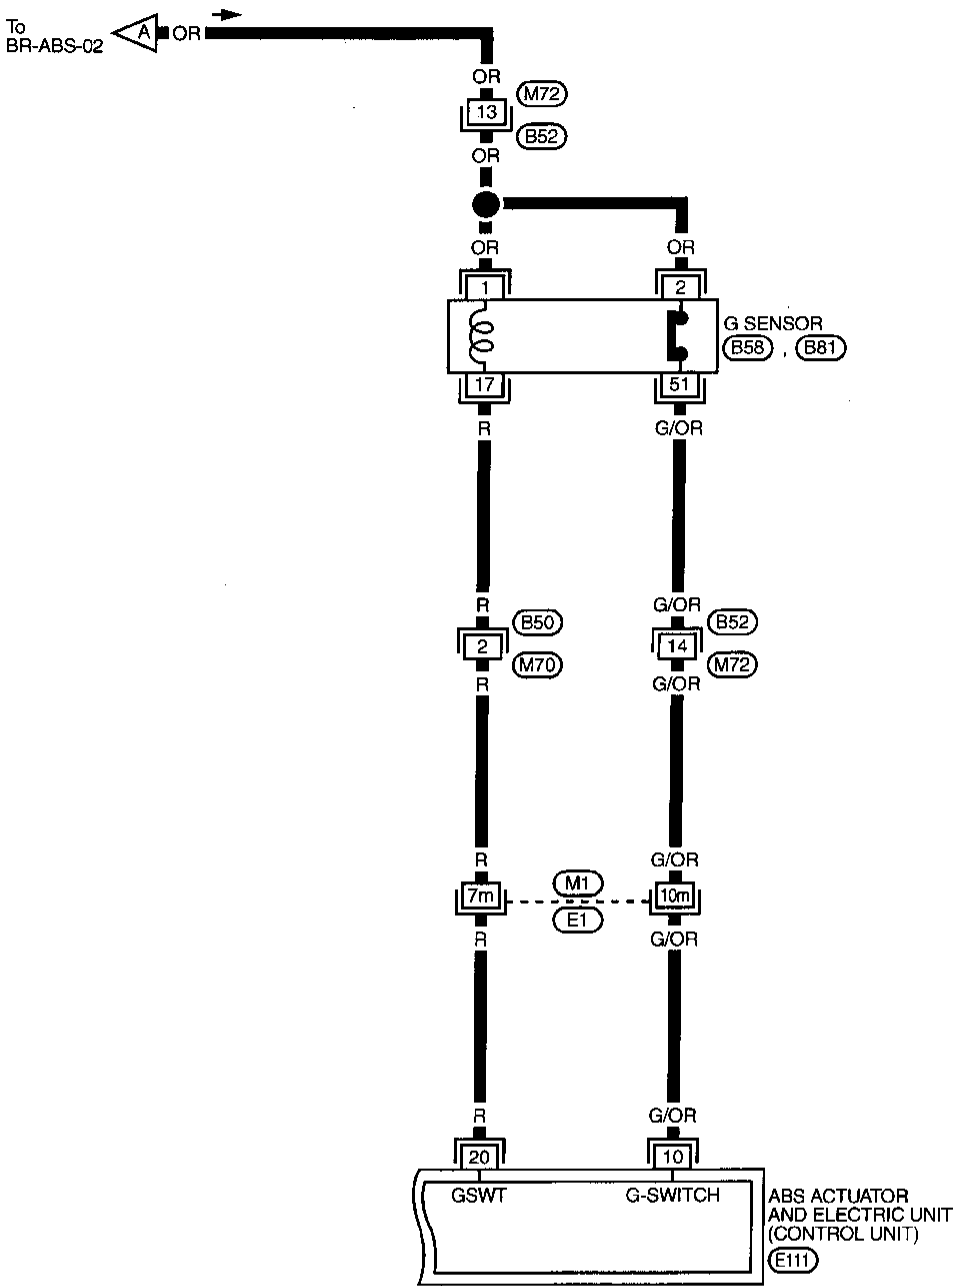 To
BR-ABS-02
A
OR
OR
13
M72
B52
OR
OR
OR
1
2
G SENSOR
B58 , B81
17
51
R
G/OR
R
G/OR
B50
B52
2
14
M70
M72
R
G/OR
R
G/OR
7m
M1
10m
E1
R
G/OR
R
G/OR
20
10
GSWT
G-SWITCH
ABS ACTUATOR
AND ELECTRIC UNIT
(CONTROL UNIT)
E111